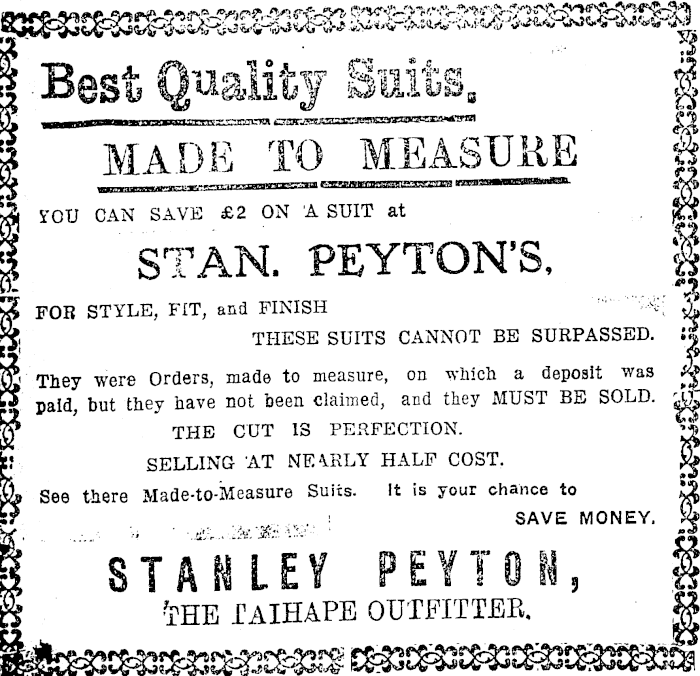 Best Quality Suits.
MADE TO MEASURE
YOU CAN SAVE £2 ON A SUIT at
STAN. PEYTON'S,
FOR STYLE, FIT, and FINISH
THESE SUITS CANNOT BE SURPASSED.
They were Orders, made to measure, on which a deposit was
paid, but they have not been claimed, and they MUST BE SOLD.
THE CUT IS PERFECTION.
SELLING AT NEARLY HALF COST.
See there Made-to-Measure Suits. It is your chance to
SAVE MONEY.
STANLEY PEYTON,
THE TAIHAPE OUTFITTER.